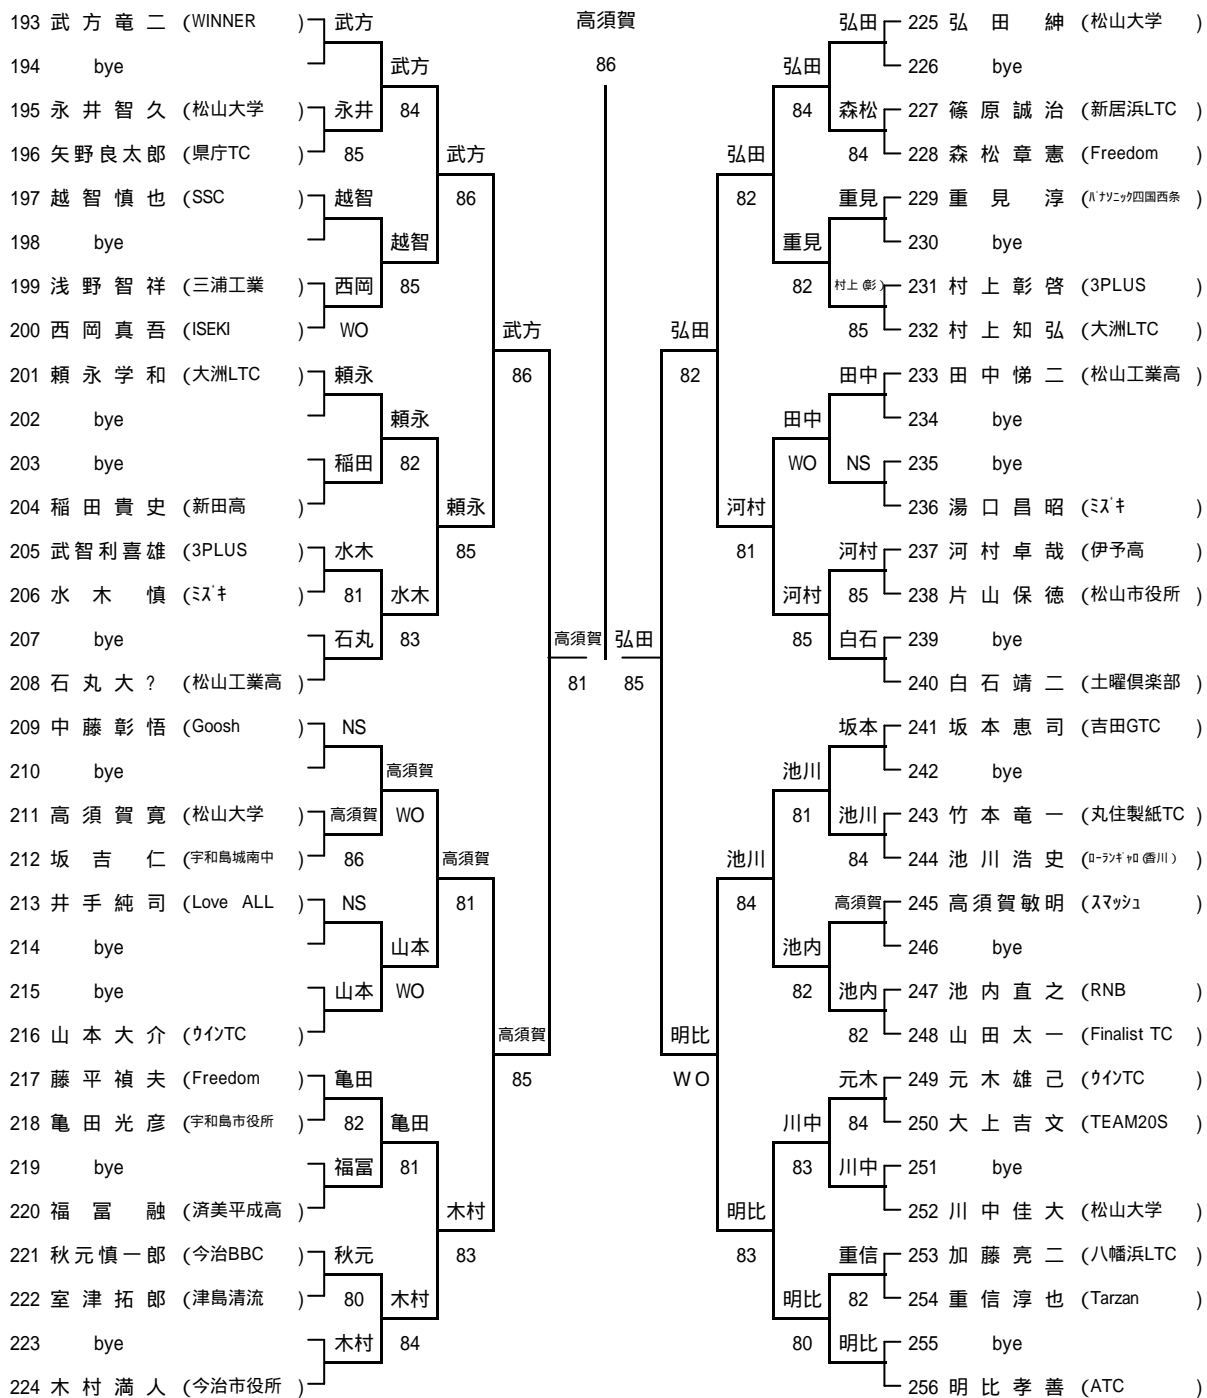 高須賀
86
193 武方竜二 (WINNER) 武方
194 bye 武方
195 永井智久 (松山大学) 永井 84
196 矢野良太郎 (県庁TC) 85 武方
197 越智慎也 (SSC) 越智 86
198 bye 越智
199 浅野智祥 (三浦工業) 西岡 85
200 西岡真吾 (ISEKI) WO 武方
201 頼永学和 (大洲LTC) 頼永 86
202 bye 頼永
203 bye 稲田 82
204 稲田貴史 (新田高) 頼永
205 武智利喜雄 (3PLUS) 水木 85
206 水木慎 (ミズキ) 81 水木
207 bye 石丸 83 高須賀
208 石丸大? (松山工業高) 81
209 中藤彰悟 (Goosh) NS
210 bye 高須賀
211 高須賀寛 (松山大学) 高須賀 WO
212 坂吉仁 (宇和島城南中) 86 高須賀
213 井手純司 (Love ALL) NS 81
214 bye 山本
215 bye 山本 WO
216 山本大介 (ウインTC) 高須賀
217 藤平禎夫 (Freedom) 亀田 85
218 亀田光彦 (宇和島市役所) 82 亀田
219 bye 福冨 81
220 福冨融 (済美平成高) 木村
221 秋元慎一郎 (今治BBC) 秋元 83
222 室津拓郎 (津島清流) 80 木村
223 bye 木村 84
224 木村満人 (今治市役所)
弘田 225 弘田紳 (松山大学)
弘田 226 bye
84 森松 227 篠原誠治 (新居浜LTC)
弘田 84 228 森松章憲 (Freedom)
82 重見 229 重見淳 (パナソニック四国西条)
重見 230 bye
82 村上(彰) 231 村上彰啓 (3PLUS)
弘田 85 232 村上知弘 (大洲LTC)
82 田中 233 田中悌二 (松山工業高)
田中 234 bye
WO NS 235 bye
河村 236 湯口昌昭 (ミズキ)
81 河村 237 河村卓哉 (伊予高)
河村 85 238 片山保徳 (松山市役所)
弘田 85 白石 239 bye
85 240 白石靖二 (土曜倶楽部)
坂本 241 坂本恵司 (吉田GTC)
池川 242 bye
81 池川 243 竹本竜一 (丸住製紙TC)
池川 84 244 池川浩史 (ローランギャロ(香川))
84 高須賀 245 高須賀敏明 (スマッシュ)
池内 246 bye
82 池内 247 池内直之 (RNB)
明比 82 248 山田太一 (Finalist TC)
WO 元木 249 元木雄己 (ウインTC)
川中 84 250 大上吉文 (TEAM20S)
83 川中 251 bye
明比 252 川中佳大 (松山大学)
83 重信 253 加藤亮二 (八幡浜LTC)
明比 82 254 重信淳也 (Tarzan)
80 明比 255 bye
256 明比孝善 (ATC)